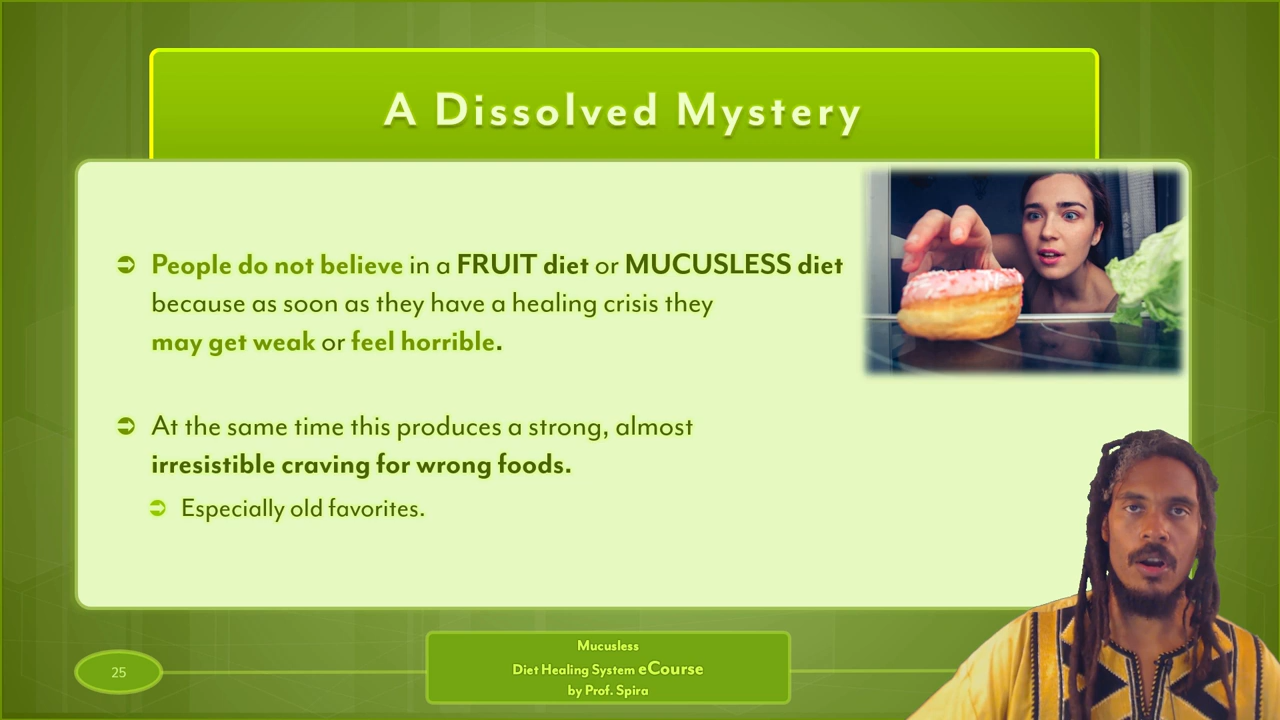 A Dissolved Mystery
People do not believe in a FRUIT diet or MUCUSLESS diet
because as soon as they have a healing crisis they
may get weak or feel horrible.
At the same time this produces a strong, almost
irresistible craving for wrong foods.
Especially old favorites.
25
Mucusless
Diet Healing System eCourse
by Prof. Spira